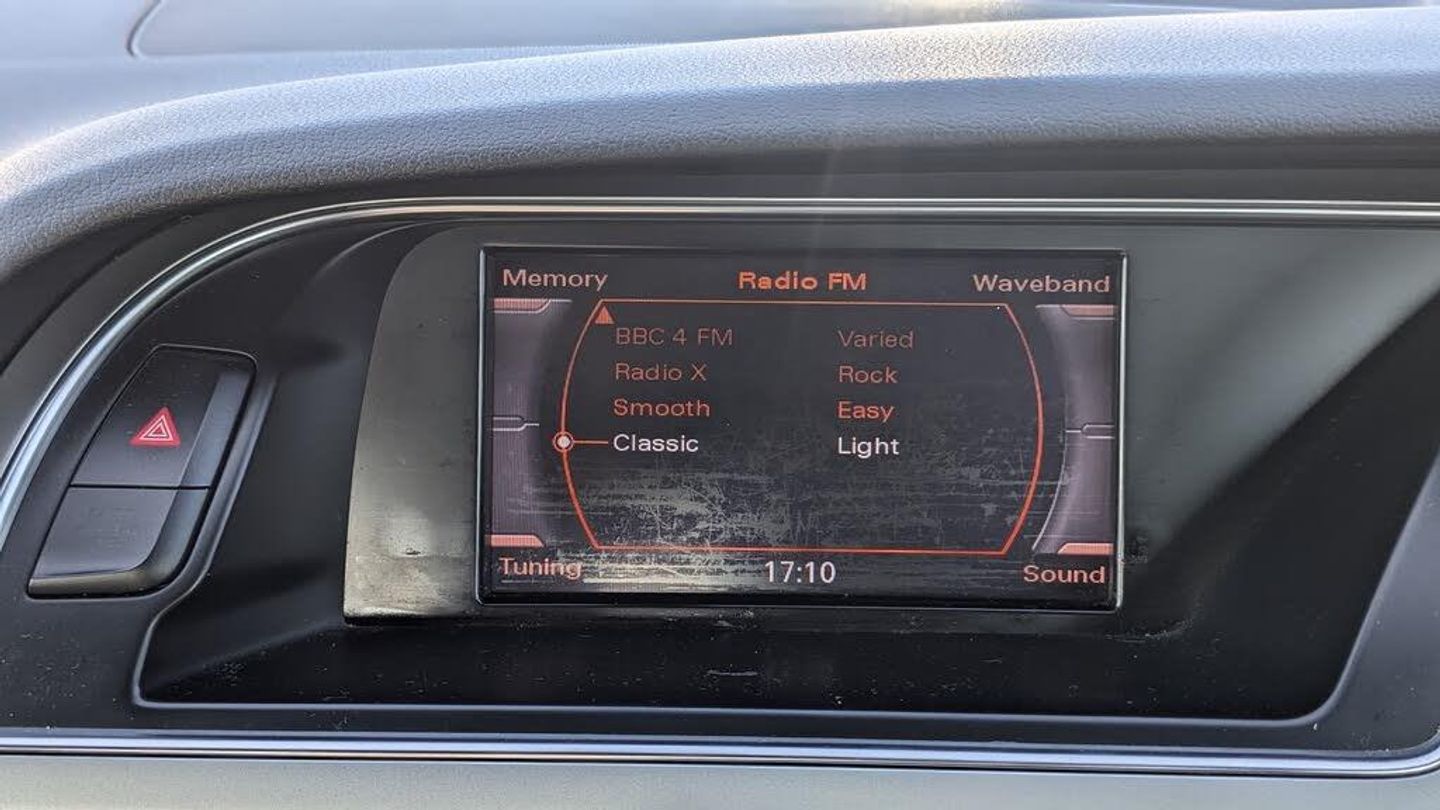 Memory Radio FM Waveband
BBC 4 FM Varied
Radio X Rock
Smooth Easy
Classic Light
Tuning 17:10 Sound